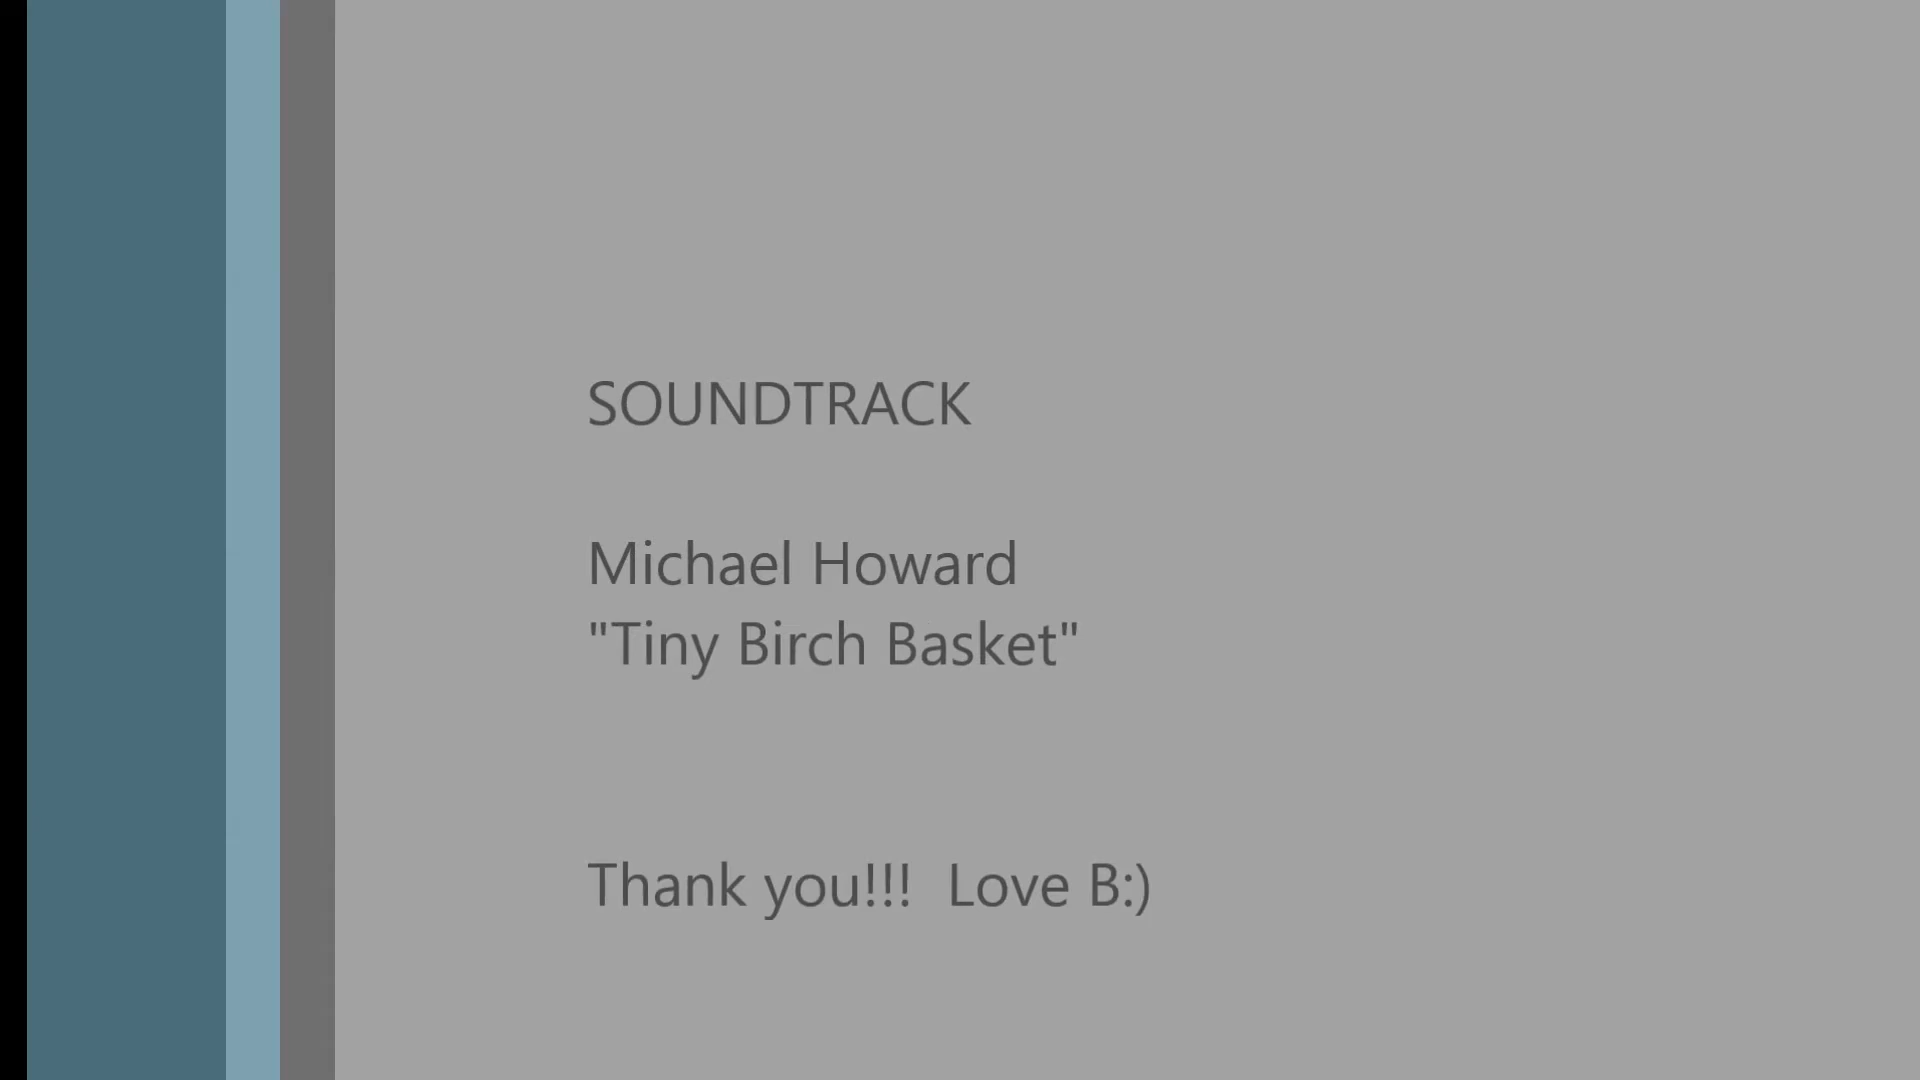 SOUNDTRACK
Michael Howard
"Tiny Birch Basket"
Thank you!!!  Love B:)